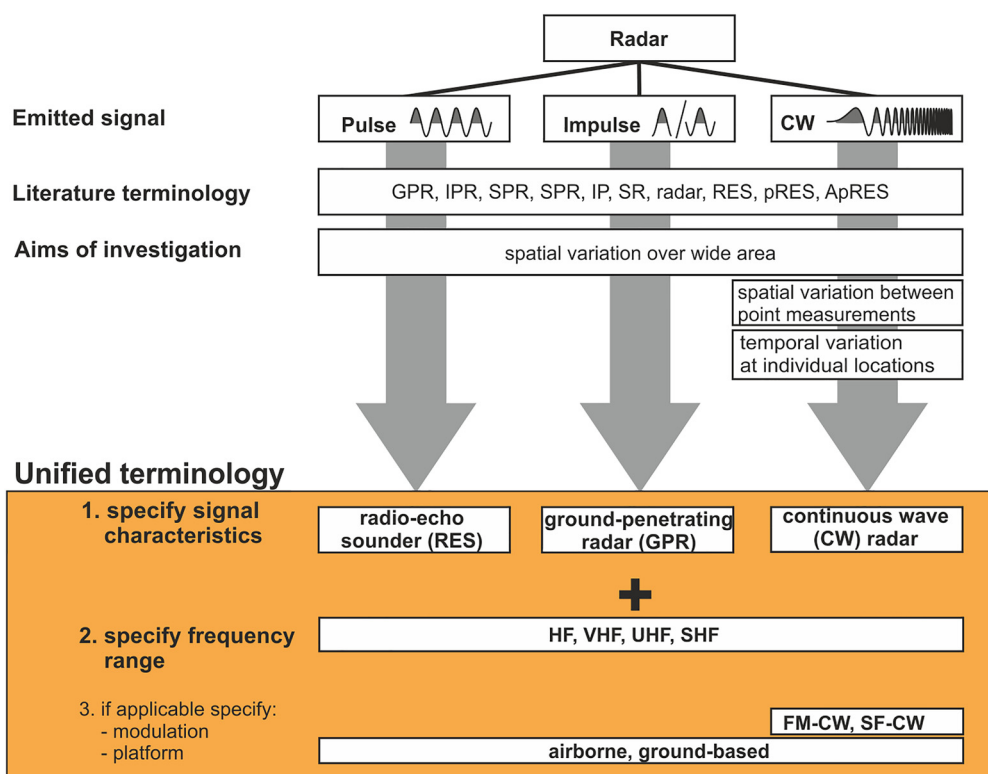 Radar
Emitted signal
Pulse
Impulse
CW
Literature terminology
GPR, IPR, SPR, SPR, IP, SR, radar, RES, pRES, ApRES
Aims of investigation
spatial variation over wide area
spatial variation between
point measurements
temporal variation
at individual locations
Unified terminology
1. specify signal
characteristics
radio-echo
sounder (RES)
ground-penetrating
radar (GPR)
continuous wave
(CW) radar
+
2. specify frequency
range
HF, VHF, UHF, SHF
3. if applicable specify:
- modulation
- platform
FM-CW, SF-CW
airborne, ground-based